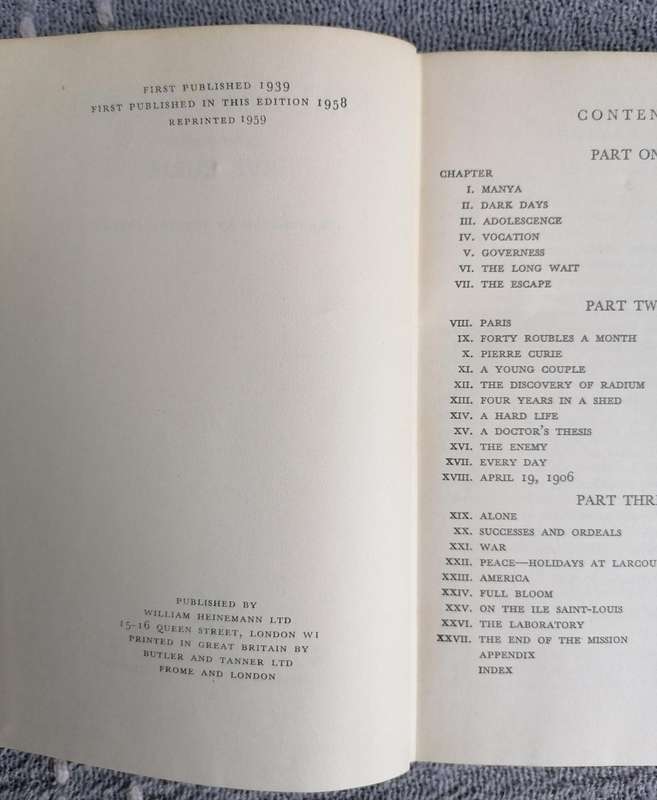 FIRST PUBLISHED 1939
FIRST PUBLISHED IN THIS EDITION 1958
REPRINTED 1959
PUBLISHED BY
WILLIAM HEINEMANN LTD
15-16 QUEEN STREET, LONDON W1
PRINTED IN GREAT BRITAIN BY
BUTLER AND TANNER LTD
FROME AND LONDON
CONTEN
PART ON
CHAPTER
I. MANYA
II. DARK DAYS
III. ADOLESCENCE
IV. VOCATION
V. GOVERNESS
VI. THE LONG WAIT
VII. THE ESCAPE
PART TW
VIII. PARIS
IX. FORTY ROUBLES A MONTH
X. PIERRE CURIE
XI. A YOUNG COUPLE
XII. THE DISCOVERY OF RADIUM
XIII. FOUR YEARS IN A SHED
XIV. A HARD LIFE
XV. A DOCTOR'S THESIS
XVI. THE ENEMY
XVII. EVERY DAY
XVIII. APRIL 19, 1906
PART THRE
XIX. ALONE
XX. SUCCESSES AND ORDEALS
XXI. WAR
XXII. PEACE—HOLIDAYS AT LARCOU
XXIII. AMERICA
XXIV. FULL BLOOM
XXV. ON THE ILE SAINT-LOUIS
XXVI. THE LABORATORY
XXVII. THE END OF THE MISSION
APPENDIX
INDEX